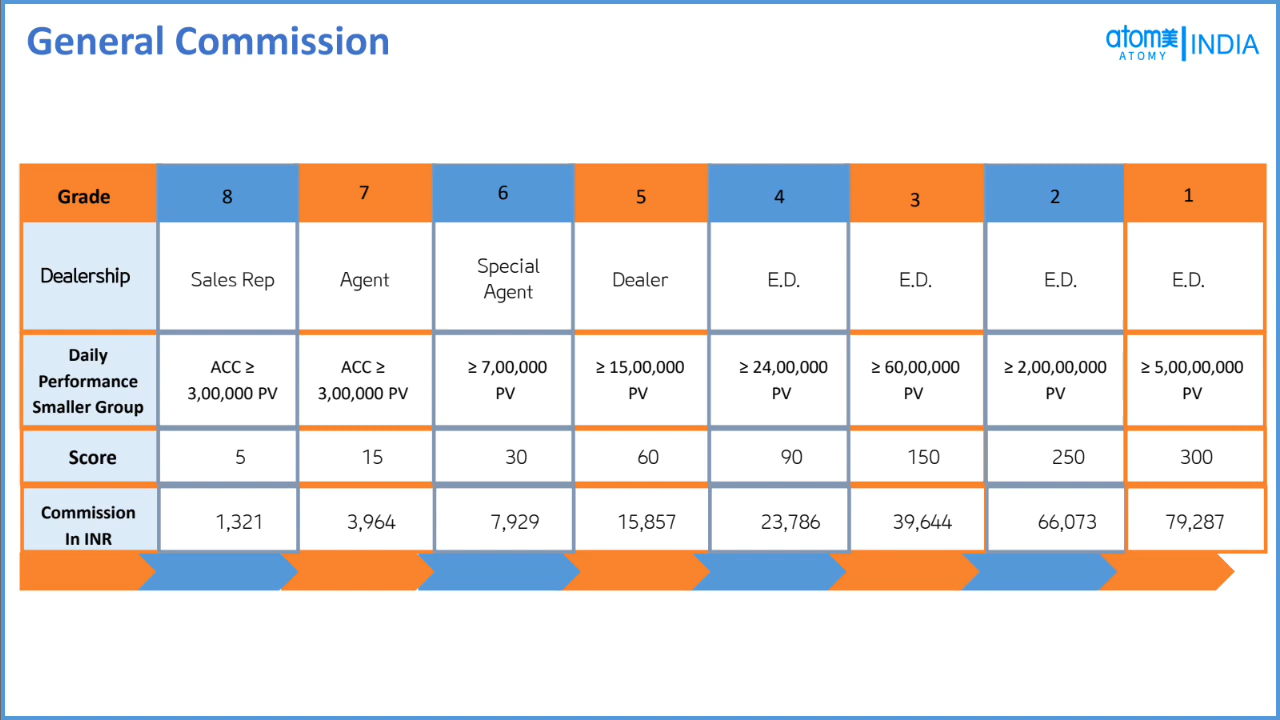 General Commission
atom美
ATOMY
INDIA
Grade 8 7 6 5 4 3 2 1
Dealership Sales Rep Agent Special Agent Dealer E.D. E.D. E.D. E.D.
Daily Performance Smaller Group ACC ≥ 3,00,000 PV ACC ≥ 3,00,000 PV ≥ 7,00,000 PV ≥ 15,00,000 PV ≥ 24,00,000 PV ≥ 60,00,000 PV ≥ 2,00,00,000 PV ≥ 5,00,00,000 PV
Score 5 15 30 60 90 150 250 300
Commission In INR 1,321 3,964 7,929 15,857 23,786 39,644 66,073 79,287